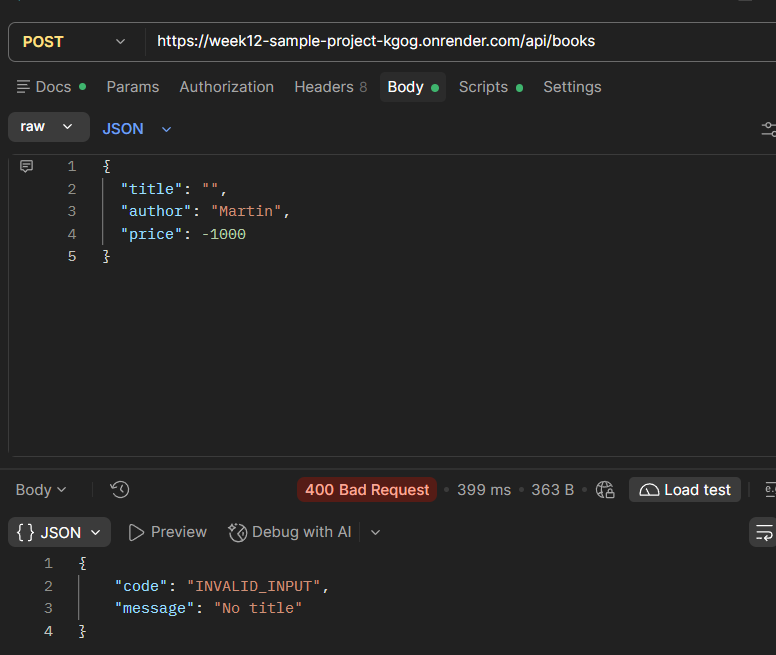 POST https://week12-sample-project-kgog.onrender.com/api/books
Docs Params Authorization Headers 8 Body Scripts Settings
raw JSON
1 {
2 "title": "",
3 "author": "Martin",
4 "price": -1000
5 }
Body 400 Bad Request • 399 ms • 363 B • Load test
{ } JSON Preview Debug with AI
1 {
2 "code": "INVALID_INPUT",
3 "message": "No title"
4 }